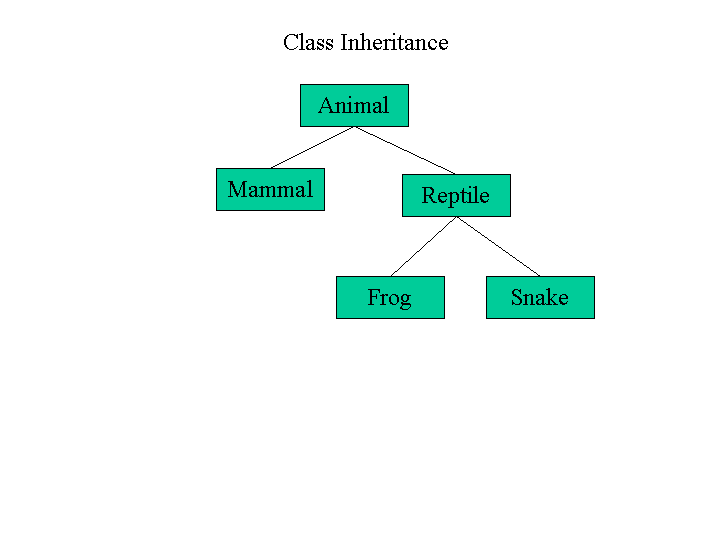 Class Inheritance
Animal
Mammal
Reptile
Frog
Snake